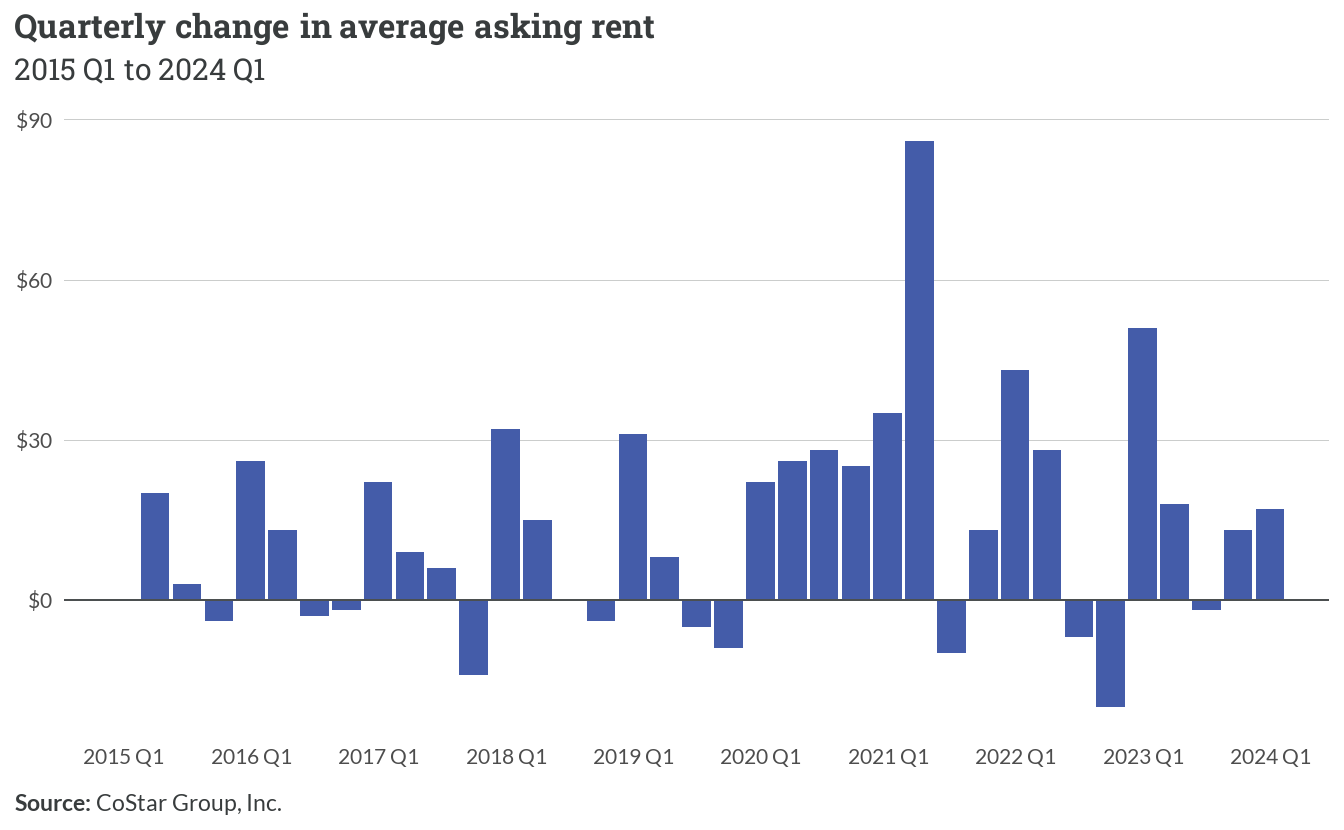 Quarterly change in average asking rent
2015 Q1 to 2024 Q1
$90
$60
$30
$0
2015 Q1 2016 Q1 2017 Q1 2018 Q1 2019 Q1 2020 Q1 2021 Q1 2022 Q1 2023 Q1 2024 Q1
Source: CoStar Group, Inc.